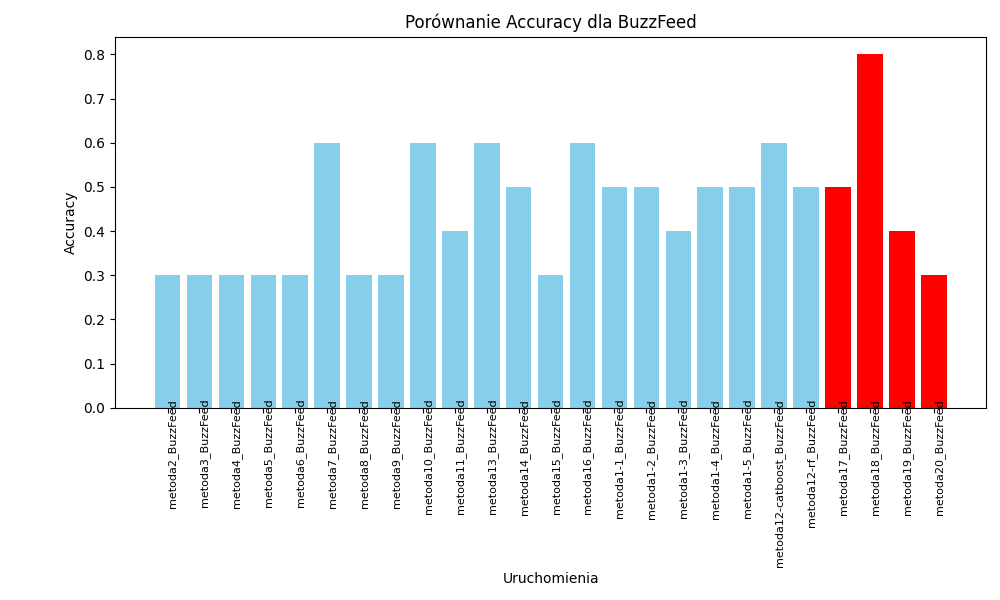 Porównanie Accuracy dla BuzzFeed
Accuracy
0.8
0.7
0.6
0.5
0.4
0.3
0.2
0.1
0.0
metoda2_BuzzFeed
metoda3_BuzzFeed
metoda4_BuzzFeed
metoda5_BuzzFeed
metoda6_BuzzFeed
metoda7_BuzzFeed
metoda8_BuzzFeed
metoda9_BuzzFeed
metoda10_BuzzFeed
metoda11_BuzzFeed
metoda13_BuzzFeed
metoda14_BuzzFeed
metoda15_BuzzFeed
metoda16_BuzzFeed
metoda1-1_BuzzFeed
metoda1-2_BuzzFeed
metoda1-3_BuzzFeed
metoda1-4_BuzzFeed
metoda1-5_BuzzFeed
metoda12-catboost_BuzzFeed
metoda12-rf_BuzzFeed
metoda17_BuzzFeed
metoda18_BuzzFeed
metoda19_BuzzFeed
metoda20_BuzzFeed
Uruchomienia